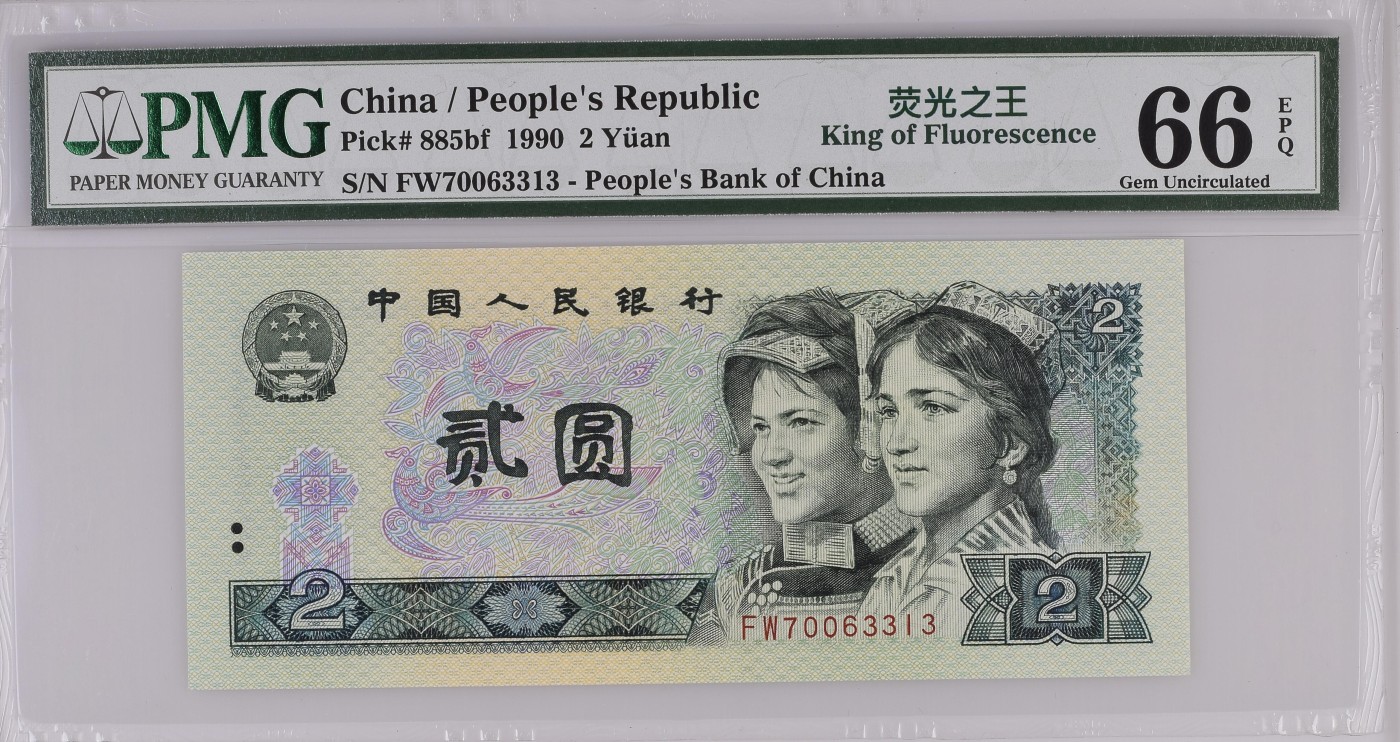 PMG
PAPER MONEY GUARANTY
China / People's Republic
Pick# 885bf 1990 2 Yüan
S/N FW70063313 - People's Bank of China
荧光之王
King of Fluorescence
66
EPQ
Gem Uncirculated
中国人民银行
2
贰圆
2
FW70063313
2